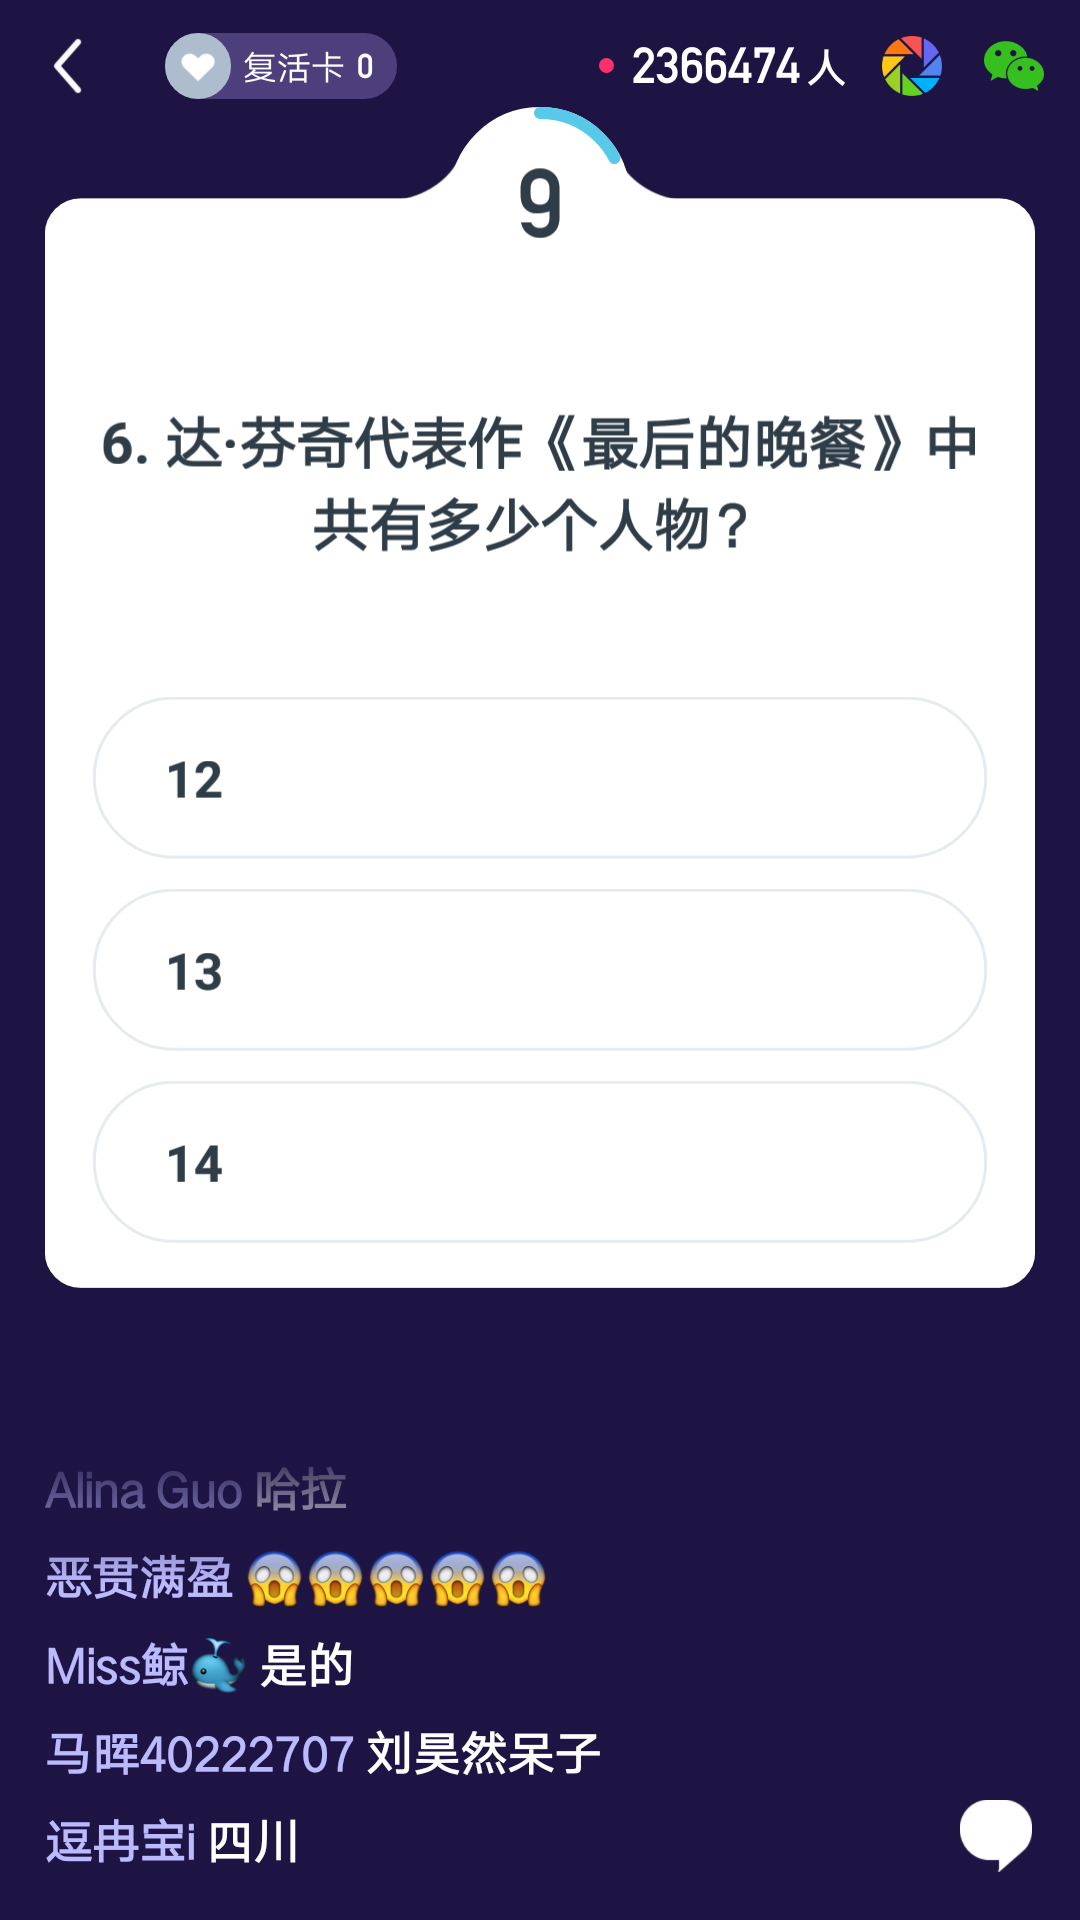 复活卡 0
2366474人
9
6. 达·芬奇代表作《最后的晚餐》中
共有多少个人物？
12
13
14
Alina Guo 哈拉
恶贯满盈 😱😱😱😱😱
Miss鲸🐳 是的
马晖40222707 刘昊然呆子
逗冉宝i 四川